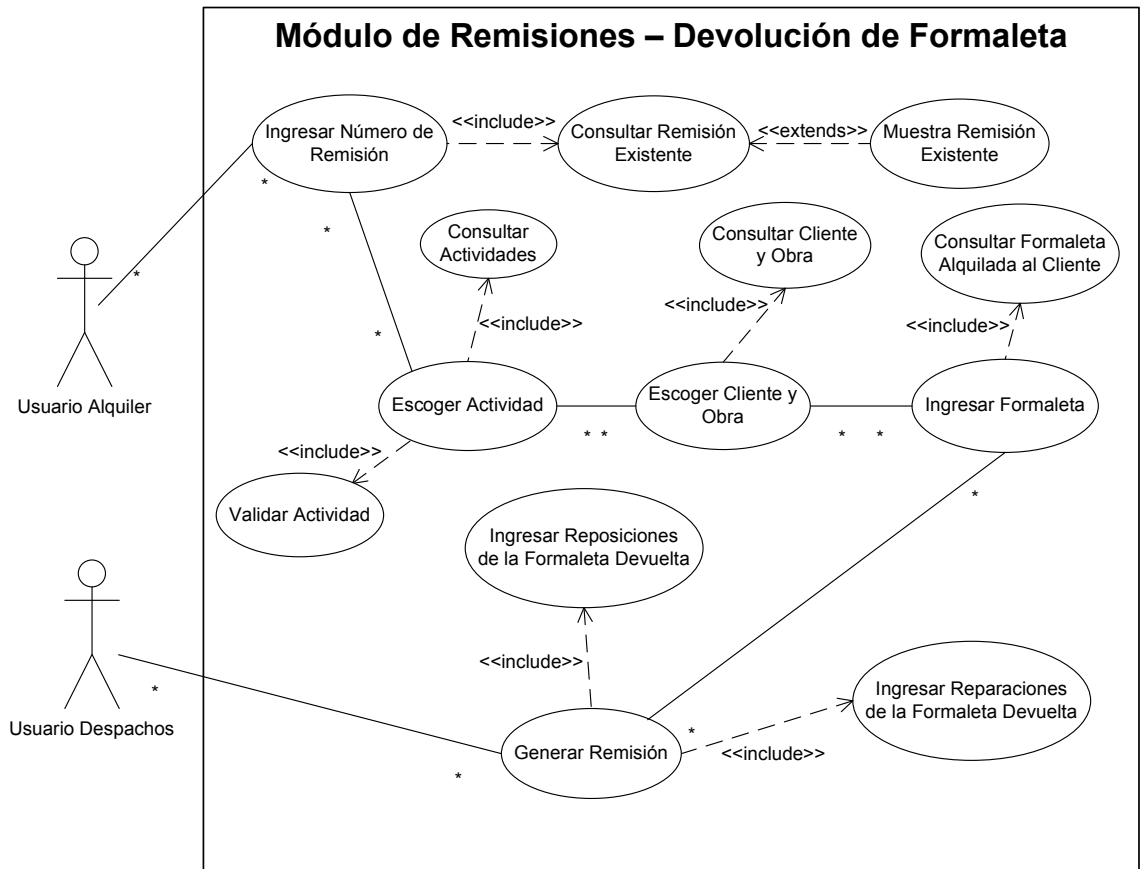 Módulo de Remisiones – Devolución de Formaleta
Ingresar Número de
Remisión
<<include>>
Consultar Remisión
Existente
<<extends>>
Muestra Remisión
Existente
*
*
*
Consultar
Actividades
Consultar Cliente
y Obra
Consultar Formaleta
Alquilada al Cliente
<<include>>
<<include>>
<<include>>
*
Usuario Alquiler
Escoger Actividad
Escoger Cliente y
Obra
Ingresar Formaleta
* *
* *
<<include>>
*
Validar Actividad
Ingresar Reposiciones
de la Formaleta Devuelta
<<include>>
Ingresar Reparaciones
de la Formaleta Devuelta
*
Usuario Despachos
*
Generar Remisión
<<include>>
*